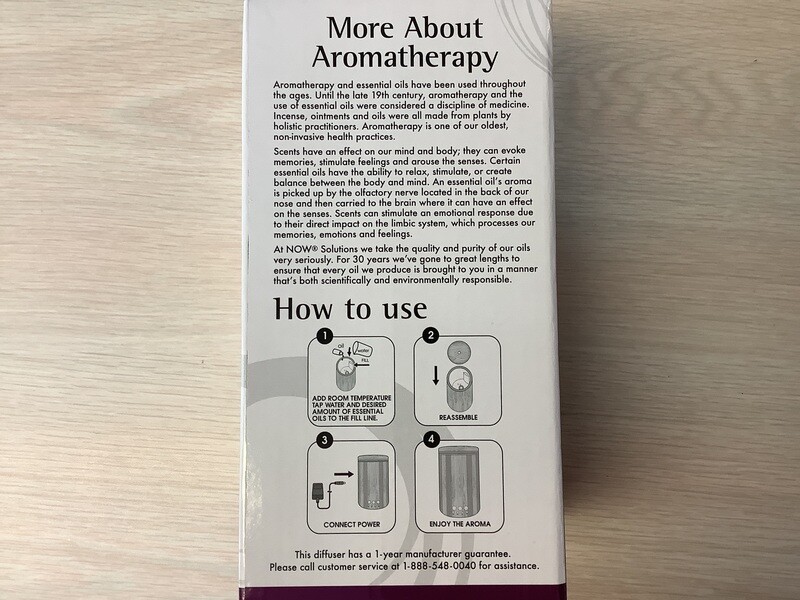 More About
Aromatherapy
Aromatherapy and essential oils have been used throughout
the ages. Until the late 19th century, aromatherapy and the
use of essential oils were considered a discipline of medicine.
Incense, ointments and oils were all made from plants by
holistic practitioners. Aromatherapy is one of our oldest,
non-invasive health practices.
Scents have an effect on our mind and body; they can evoke
memories, stimulate feelings and arouse the senses. Certain
essential oils have the ability to relax, stimulate, or create
balance between the body and mind. An essential oil's aroma
is picked up by the olfactory nerve located in the back of our
nose and then carried to the brain where it can have an effect
on the senses. Scents can stimulate an emotional response due
to their direct impact on the limbic system, which processes our
memories, emotions and feelings.
At NOW® Solutions we take the quality and purity of our oils
very seriously. For 30 years we've gone to great lengths to
ensure that every oil we produce is brought to you in a manner
that's both scientifically and environmentally responsible.
How to use
1
oil
water
FILL
ADD ROOM TEMPERATURE
TAP WATER AND DESIRED
AMOUNT OF ESSENTIAL
OILS TO THE FILL LINE.
2
REASSEMBLE
3
CONNECT POWER
4
ENJOY THE AROMA
This diffuser has a 1-year manufacturer guarantee.
Please call customer service at 1-888-548-0040 for assistance.